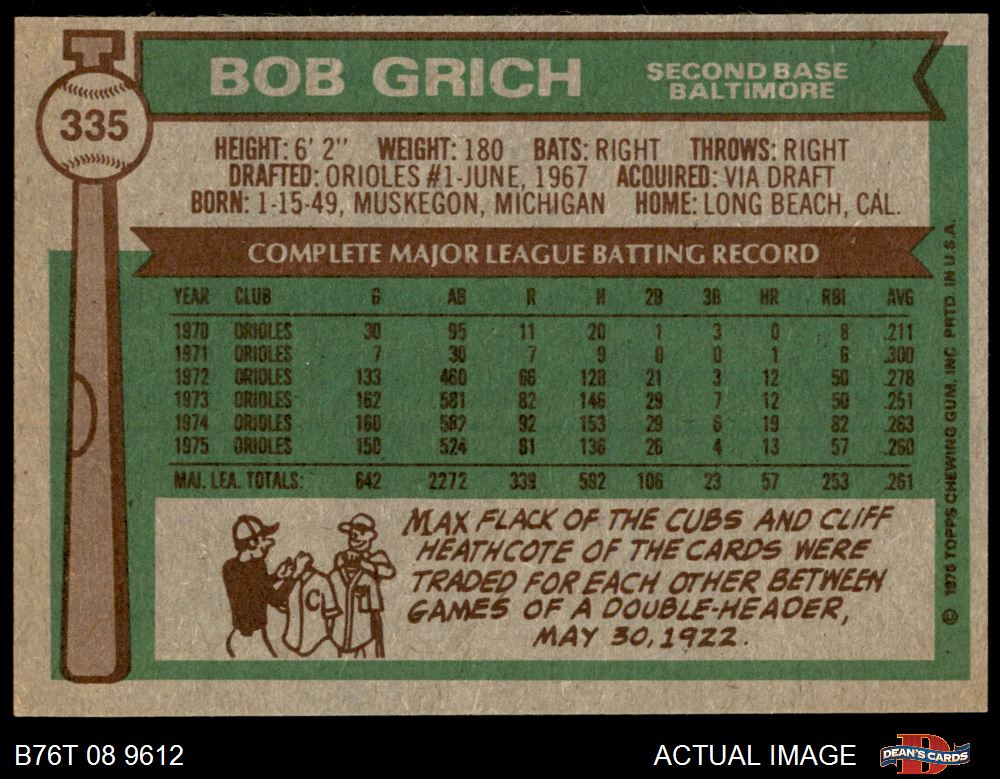 335
BOB GRICH
SECOND BASE
BALTIMORE
HEIGHT: 6' 2" WEIGHT: 180 BATS: RIGHT THROWS: RIGHT
DRAFTED: ORIOLES #1-JUNE, 1967 ACQUIRED: VIA DRAFT
BORN: 1-15-49, MUSKEGON, MICHIGAN HOME: LONG BEACH, CAL.
COMPLETE MAJOR LEAGUE BATTING RECORD
YEAR CLUB G AB R H 2B 3B HR RBI AVG
1970 ORIOLES 30 95 11 20 1 3 0 8 .211
1971 ORIOLES 7 30 7 9 0 0 1 6 .300
1972 ORIOLES 133 460 66 128 21 3 12 50 .278
1973 ORIOLES 162 581 82 146 29 7 12 50 .251
1974 ORIOLES 160 582 92 153 29 6 19 82 .263
1975 ORIOLES 150 524 81 136 26 4 13 57 .260
MAJ. LEA. TOTALS: 642 2272 339 592 106 23 57 253 .261
C
MAX FLACK OF THE CUBS AND CLIFF
HEATHCOTE OF THE CARDS WERE
TRADED FOR EACH OTHER BETWEEN
GAMES OF A DOUBLE-HEADER,
MAY 30, 1922.
© 1976 TOPPS CHEWING GUM, INC. PRTD. IN U.S.A.
B76T 08 9612
ACTUAL IMAGE
DEAN'S CARDS